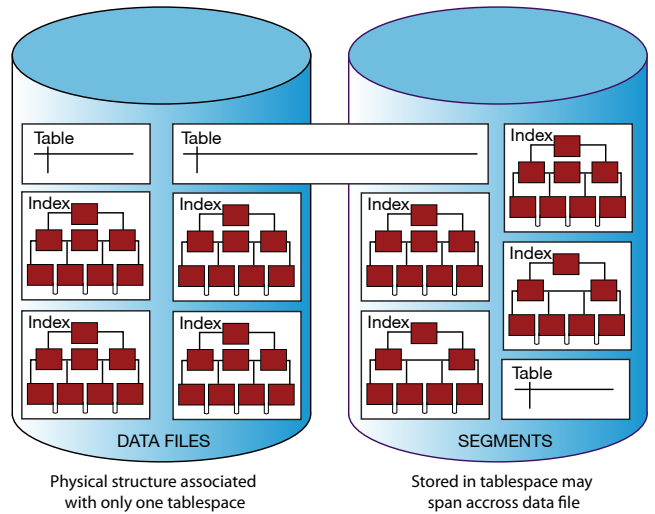 Table
Table
Index
Index
Index
Index
Index
Index
Index
Index
Table
DATA FILES
SEGMENTS
Physical structure associated
with only one tablespace
Stored in tablespace may
span accross data file